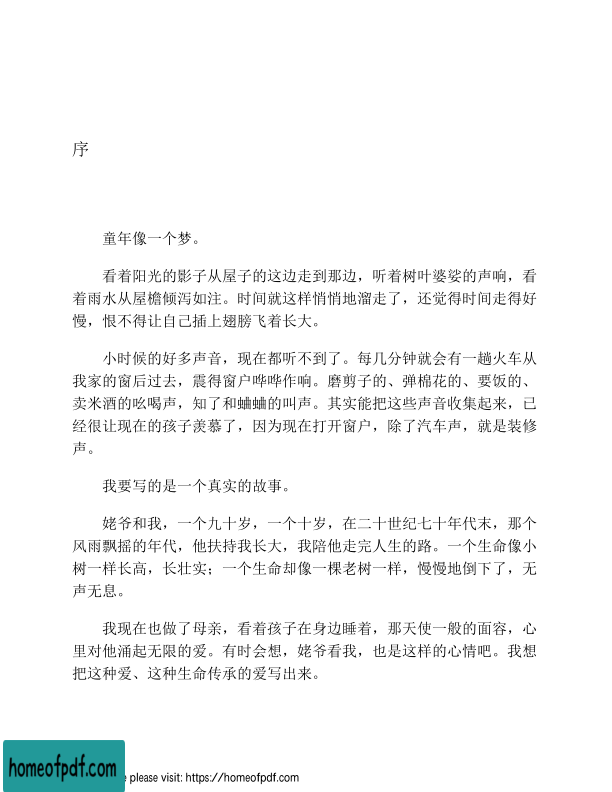 序
童年像一个梦。
看着阳光的影子从屋子的这边走到那边，听着树叶婆娑的声响，看
着雨水从屋檐倾泻如注。时间就这样悄悄地溜走了，还觉得时间走得好
慢，恨不得让自己插上翅膀飞着长大。
小时候的好多声音，现在都听不到了。每几分钟就会有一趟火车从
我家的窗后过去，震得窗户哗哗作响。磨剪子的、弹棉花的、要饭的、
卖米酒的吆喝声，知了和蛐蛐的叫声。其实能把这些声音收集起来，已
经很让现在的孩子羡慕了，因为现在打开窗户，除了汽车声，就是装修
声。
我要写的是一个真实的故事。
姥爷和我，一个九十岁，一个十岁，在二十世纪七十年代末，那个
风雨飘摇的年代，他扶持我长大，我陪他走完人生的路。一个生命像小
树一样长高，长壮实；一个生命却像一棵老树一样，慢慢地倒下了，无
声无息。
我现在也做了母亲，看着孩子在身边睡着，那天使一般的面容，心
里对他涌起无限的爱。有时会想，姥爷看我，也是这样的心情吧。我想
把这种爱、这种生命传承的爱写出来。
homeofpdf.com
e please visit: https://homeofpdf.com